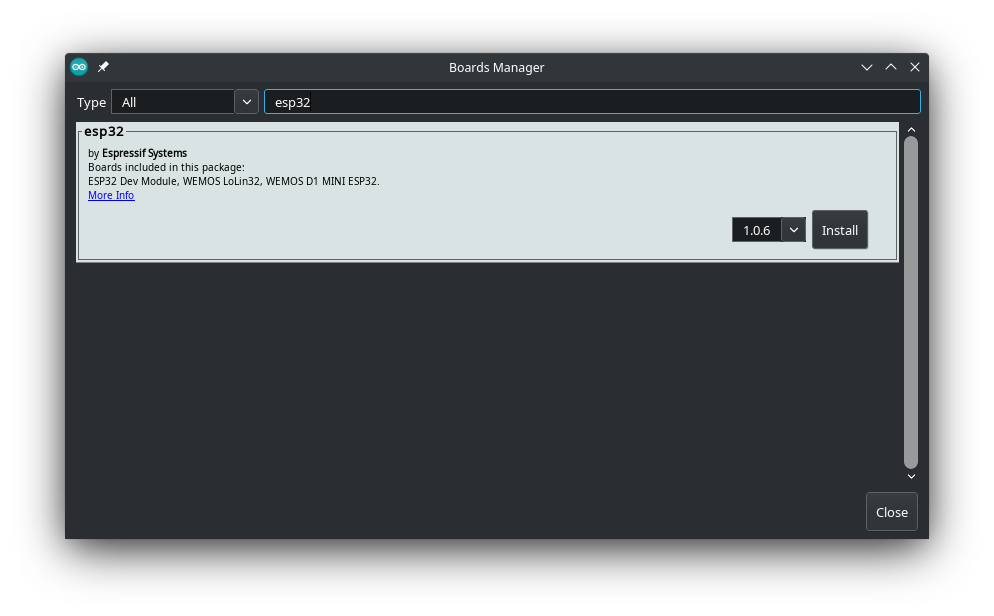 Boards Manager
Type All esp32
esp32
by Espressif Systems
Boards included in this package:
ESP32 Dev Module, WEMOS LoLin32, WEMOS D1 MINI ESP32.
More Info
1.0.6 Install
Close